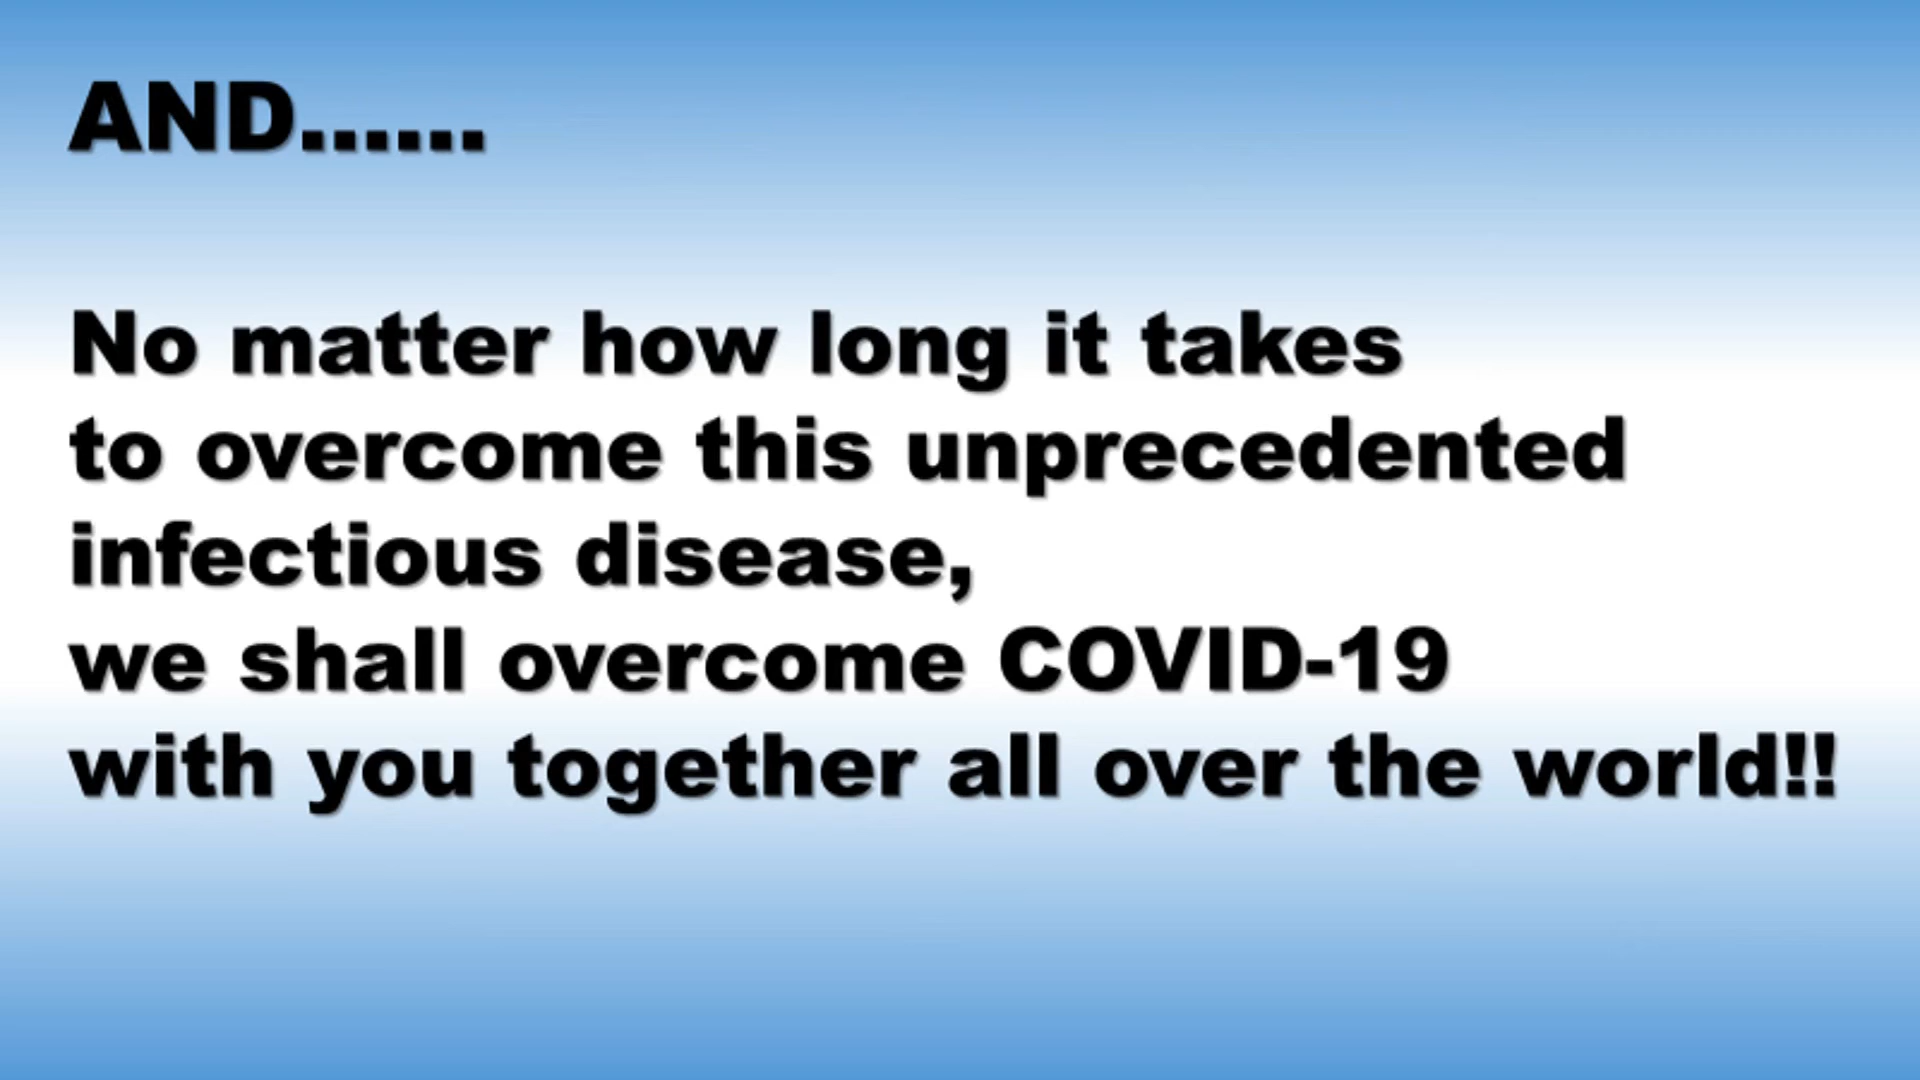 AND......
No matter how long it takes
to overcome this unprecedented
infectious disease,
we shall overcome COVID-19
with you together all over the world!!